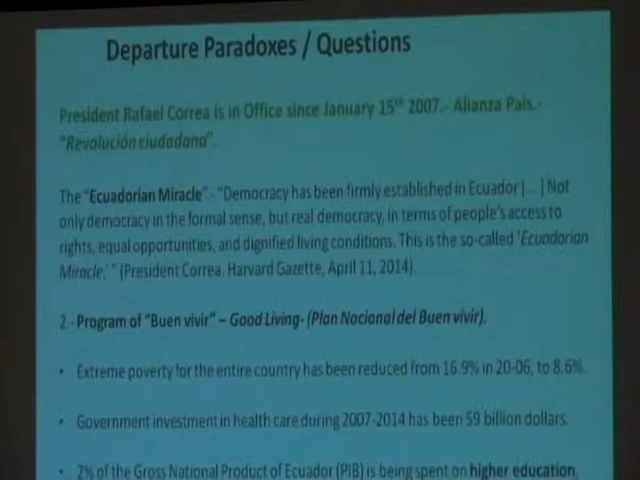 Departure Paradoxes / Questions
President Rafael Correa is in Office since January 15th 2007.- Alianza Pais.-
"Revolución ciudadana".
The "Ecuadorian Miracle".- "Democracy has been firmly established in Ecuador [...] Not
only democracy in the formal sense, but real democracy, in terms of people's access to
rights, equal opportunities, and dignified living conditions. This is the so-called 'Ecuadorian
Miracle.' " (President Correa. Harvard Gazette, April 11, 2014).
2.- Program of "Buen vivir" – Good Living- (Plan Nacional del Buen vivir).
• Extreme poverty for the entire country has been reduced from 16.9% in 20-06, to 8.6%.
• Government investment in health care during 2007-2014 has been $9 billion dollars.
• 2% of the Gross National Product of Ecuador (PIB) is being spent on higher education,